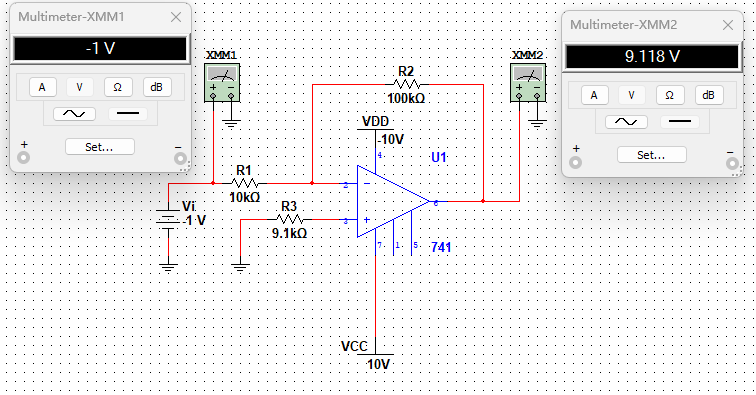 Multimeter-XMM1
-1 V
A
V
Ω
dB
+
Set...
−
XMM1
+ −
R2
100kΩ
XMM2
+ −
Multimeter-XMM2
9.118 V
A
V
Ω
dB
+
Set...
−
VDD
-10V
4
U1
R1
10kΩ
2
−
6
Vi
-1 V
R3
9.1kΩ
3
+
7
1
5
741
VCC
10V